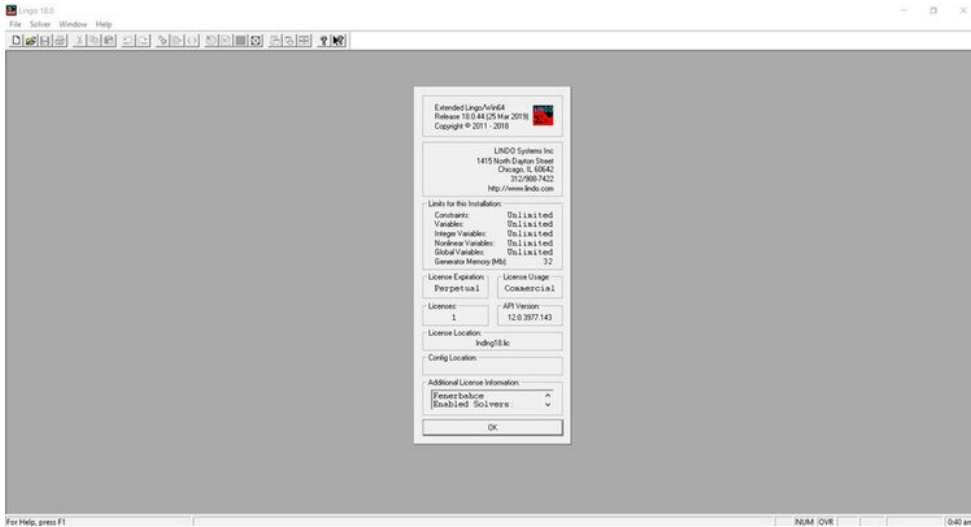 Lingo 18.0
File Solver Window Help
Extended Lingo/Win64
Release 18.0.44 (25 Mar 2019)
Copyright © 2011 - 2018
LINDO Systems Inc
1415 North Dayton Street
Chicago, IL 60642
312/988-7422
http://www.lindo.com
Limits for this Installation:
Constraints: Unlimited
Variables: Unlimited
Integer Variables: Unlimited
Nonlinear Variables: Unlimited
Global Variables: Unlimited
Generator Memory (Mb): 32
License Expiration: License Usage:
Perpetual Commercial
Licenses: API Version:
1 12.0.3977.143
License Location:
lndlng18.lic
Config Location:
Additional License Information:
Fenerbahce
Enabled Solvers:
OK
For Help, press F1 NUM OVR 0:40 am